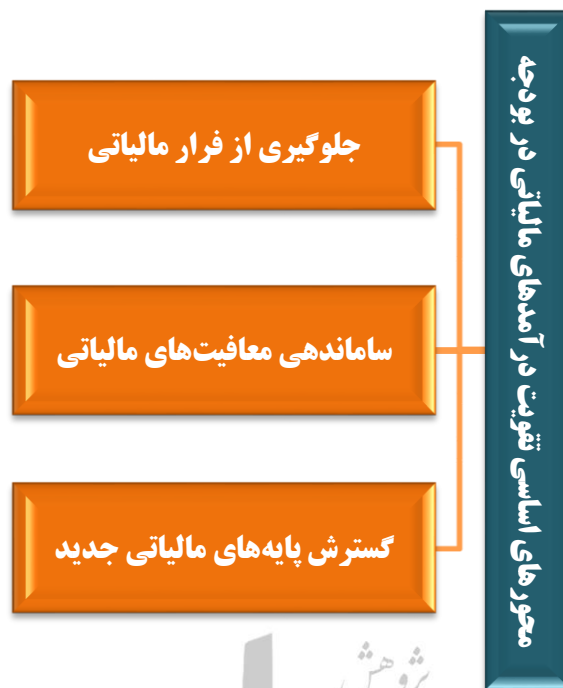 محورهای اساسی تقویت درآمدهای مالیاتی در بودجه
جلوگیری از فرار مالیاتی
ساماندهی معافیت‌های مالیاتی
گسترش پایه‌های مالیاتی جدید
پژوهش